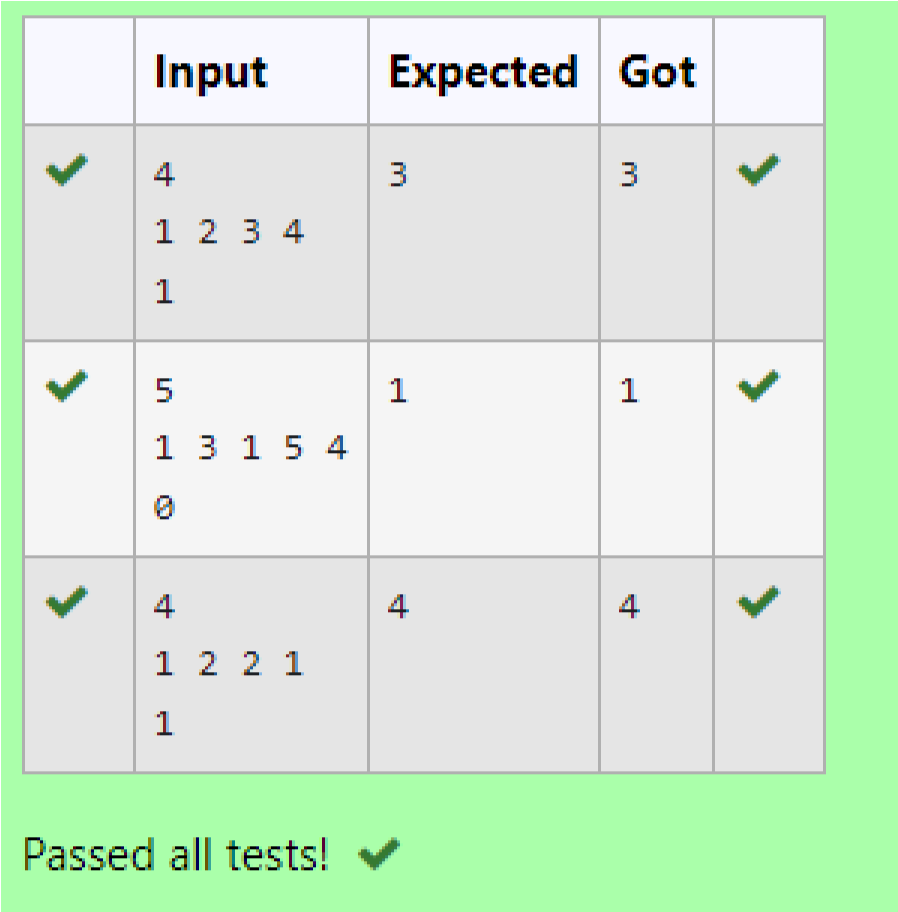 Input Expected Got
4 3 3
1 2 3 4
1
5 1 1
1 3 1 5 4
0
4 4 4
1 2 2 1
1
Passed all tests!